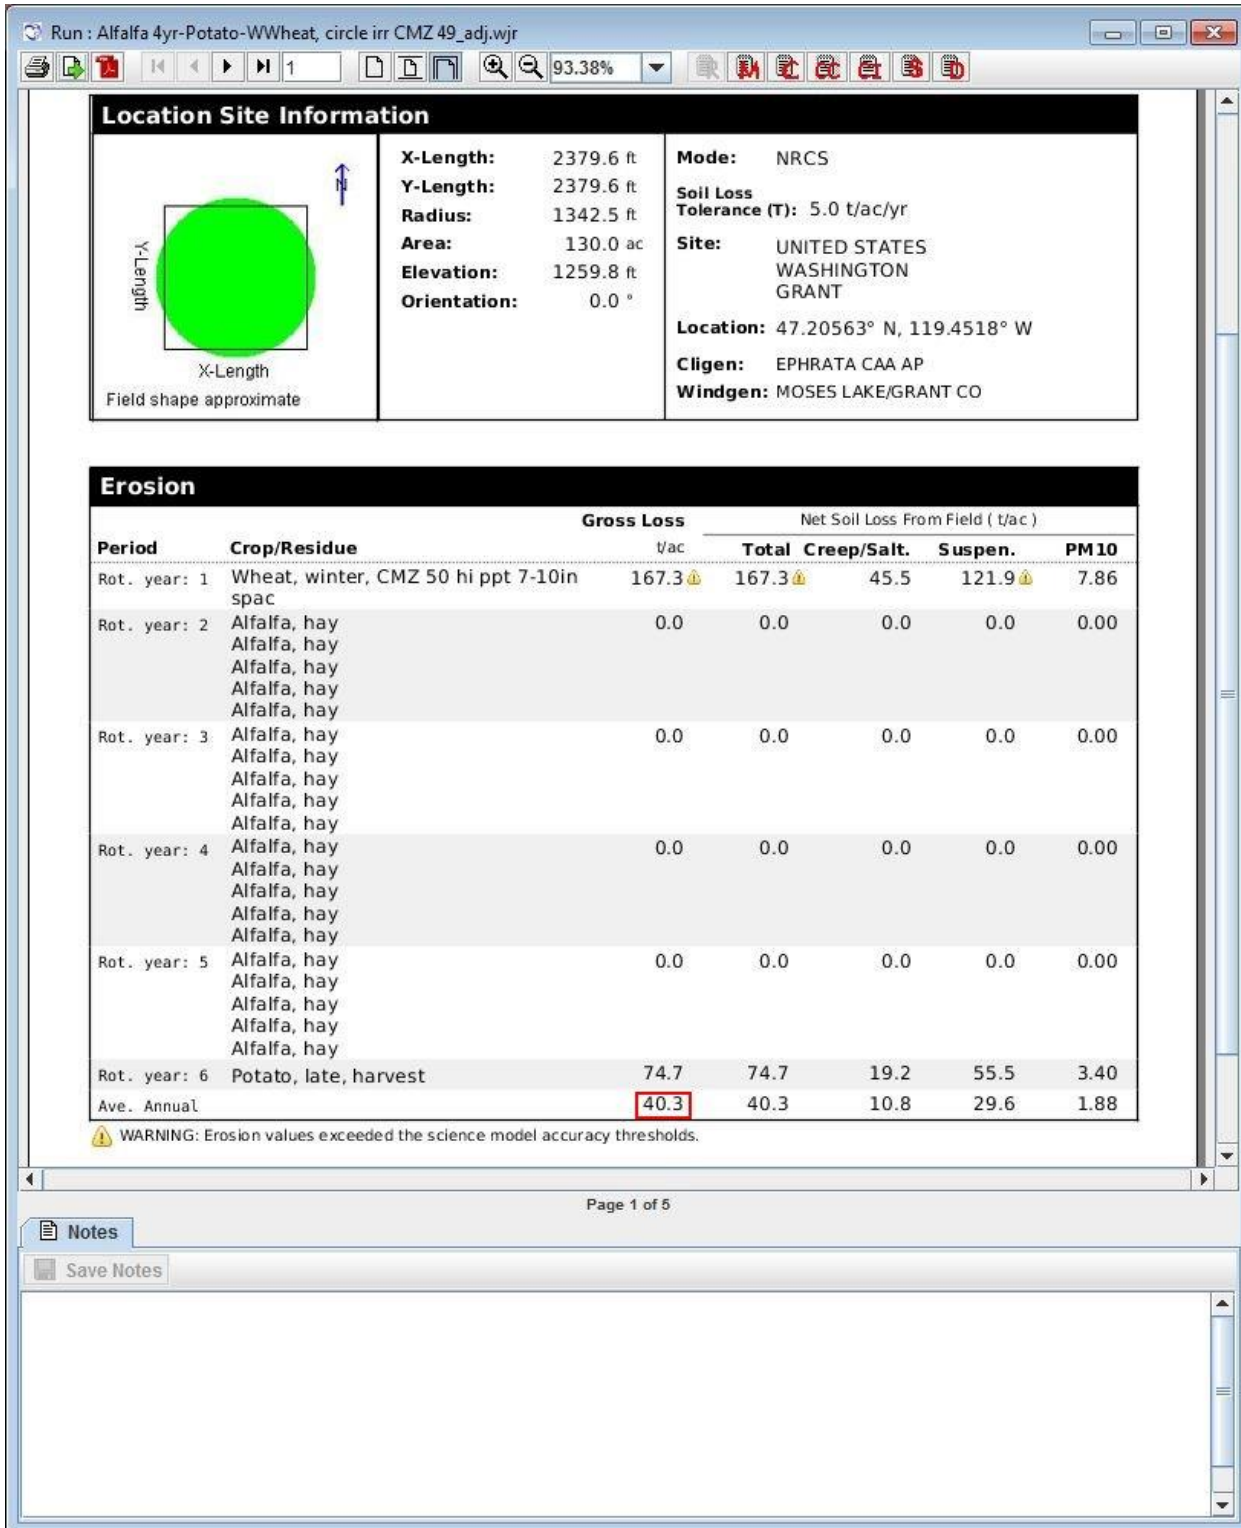 Run : Alfalfa 4yr-Potato-WWheat, circle irr CMZ 49_adj.wjr
1 93.38%
Location Site Information
N
Y-Length
X-Length
Field shape approximate
X-Length: 2379.6 ft
Y-Length: 2379.6 ft
Radius: 1342.5 ft
Area: 130.0 ac
Elevation: 1259.8 ft
Orientation: 0.0 °
Mode: NRCS
Soil Loss
Tolerance (T): 5.0 t/ac/yr
Site: UNITED STATES
WASHINGTON
GRANT
Location: 47.20563° N, 119.4518° W
Cligen: EPHRATA CAA AP
Windgen: MOSES LAKE/GRANT CO
Erosion
Gross Loss Net Soil Loss From Field ( t/ac )
Period Crop/Residue t/ac Total Creep/Salt. Suspen. PM10
Rot. year: 1 Wheat, winter, CMZ 50 hi ppt 7-10in 167.3 167.3 45.5 121.9 7.86
spac
Rot. year: 2 Alfalfa, hay 0.0 0.0 0.0 0.0 0.00
Alfalfa, hay
Alfalfa, hay
Alfalfa, hay
Alfalfa, hay
Rot. year: 3 Alfalfa, hay 0.0 0.0 0.0 0.0 0.00
Alfalfa, hay
Alfalfa, hay
Alfalfa, hay
Alfalfa, hay
Rot. year: 4 Alfalfa, hay 0.0 0.0 0.0 0.0 0.00
Alfalfa, hay
Alfalfa, hay
Alfalfa, hay
Alfalfa, hay
Rot. year: 5 Alfalfa, hay 0.0 0.0 0.0 0.0 0.00
Alfalfa, hay
Alfalfa, hay
Alfalfa, hay
Alfalfa, hay
Rot. year: 6 Potato, late, harvest 74.7 74.7 19.2 55.5 3.40
Ave. Annual 40.3 40.3 10.8 29.6 1.88
WARNING: Erosion values exceeded the science model accuracy thresholds.
Page 1 of 5
Notes
Save Notes